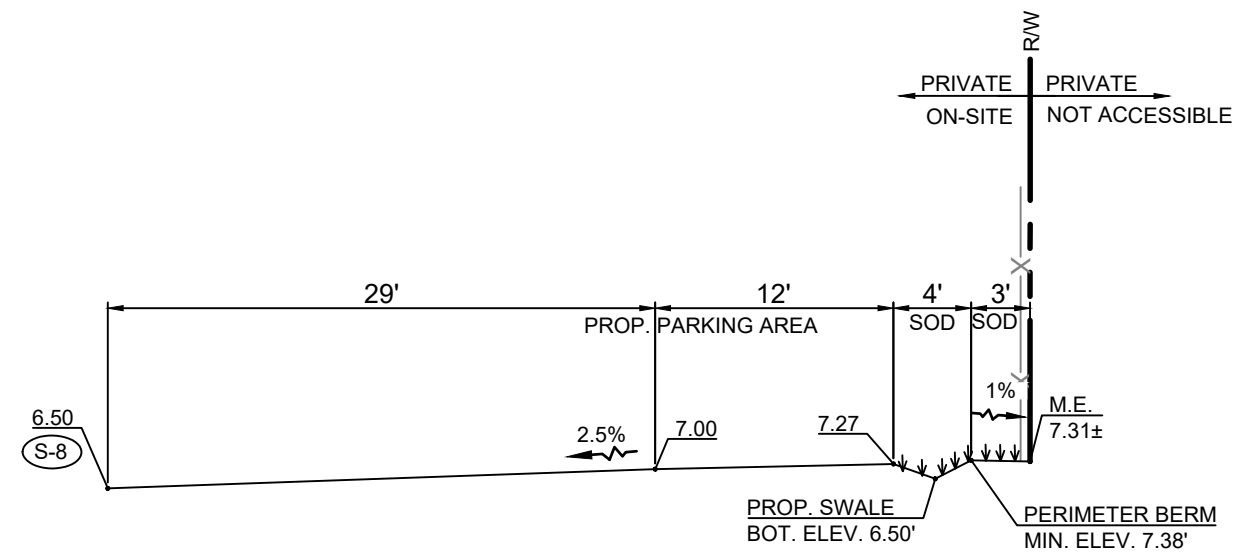 R/W
PRIVATE PRIVATE
ON-SITE NOT ACCESSIBLE
29' 12' 4' 3'
PROP. PARKING AREA SOD SOD
1%
M.E.
7.31±
6.50
S-8
2.5%
7.00
7.27
PROP. SWALE
BOT. ELEV. 6.50'
PERIMETER BERM
MIN. ELEV. 7.38'